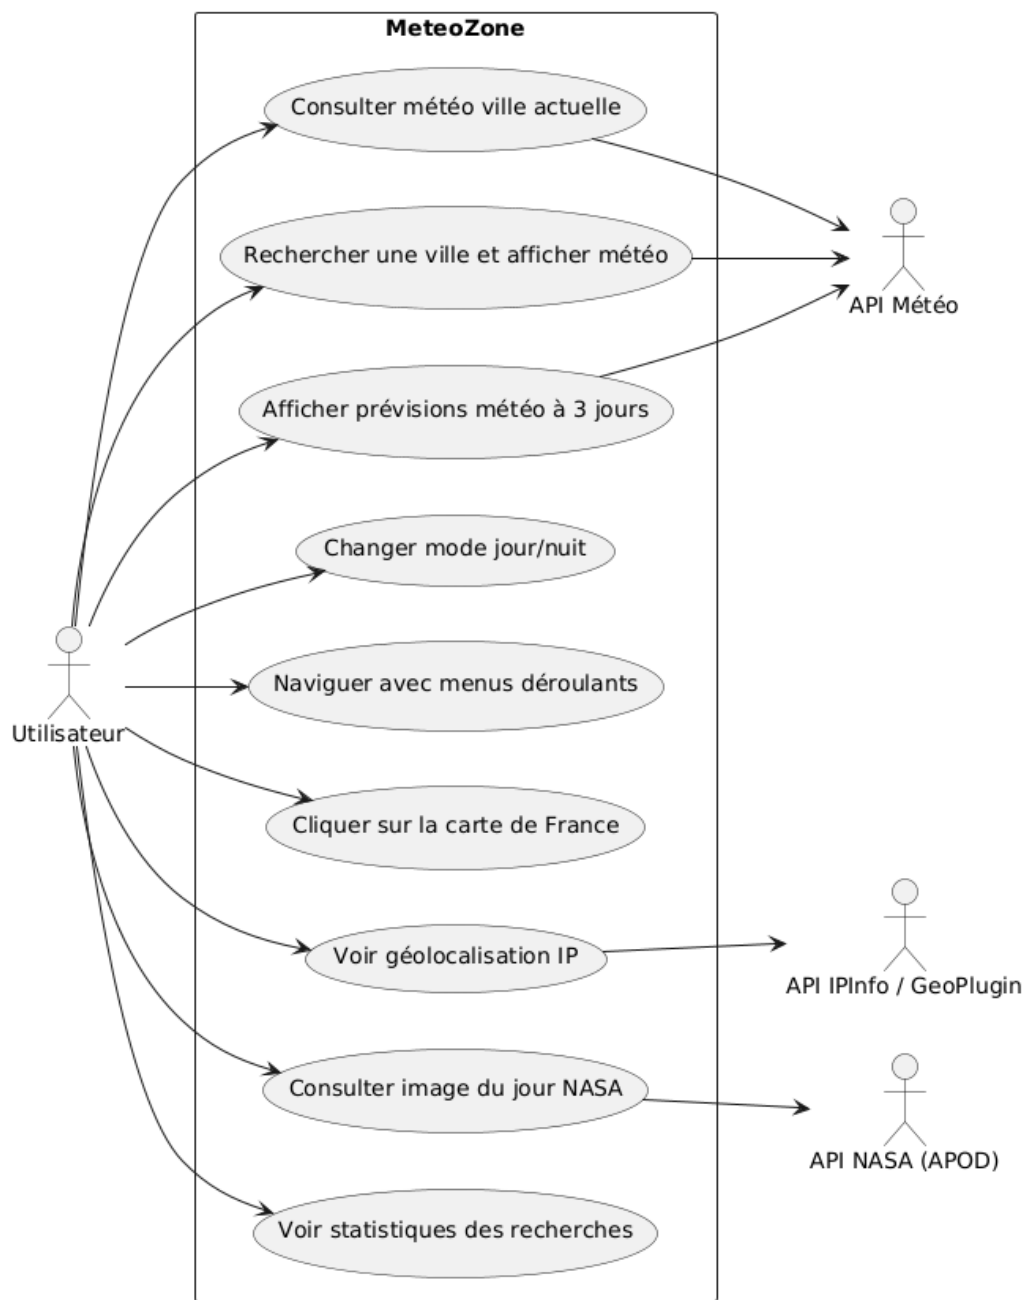 MeteoZone
Consulter météo ville actuelle
Rechercher une ville et afficher météo
API Météo
Afficher prévisions météo à 3 jours
Changer mode jour/nuit
Naviguer avec menus déroulants
Utilisateur
Cliquer sur la carte de France
Voir géolocalisation IP
API IPInfo / GeoPlugin
Consulter image du jour NASA
API NASA (APOD)
Voir statistiques des recherches